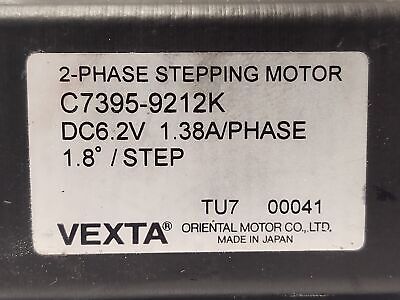 2-PHASE STEPPING MOTOR
C7395-9212K
DC6.2V 1.38A/PHASE
1.8°/STEP
TU7 00041
VEXTA® ORIENTAL MOTOR CO.,LTD.
MADE IN JAPAN